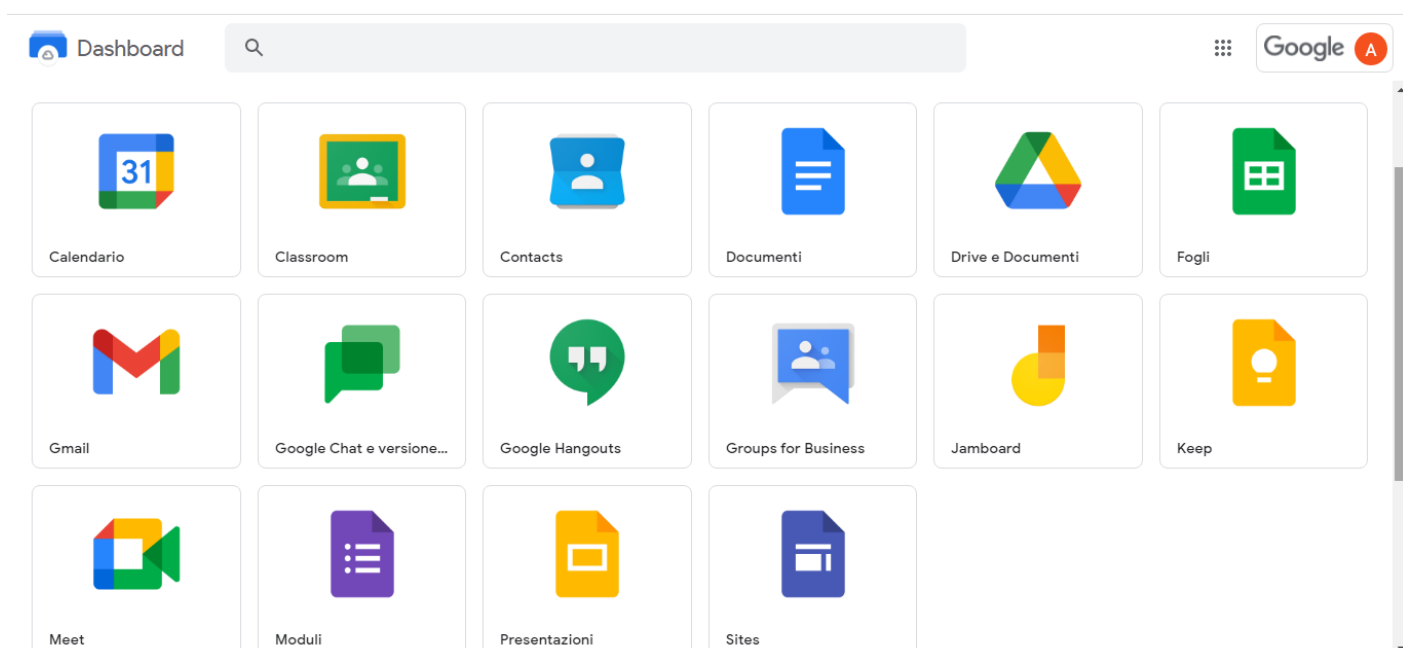 Dashboard
Google A
31
Calendario
Classroom
Contacts
Documenti
Drive e Documenti
Fogli
Gmail
Google Chat e versione...
Google Hangouts
Groups for Business
Jamboard
Keep
Meet
Moduli
Presentazioni
Sites